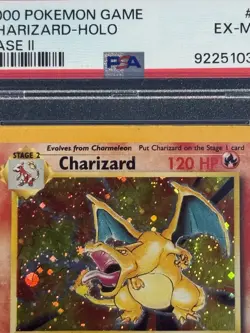 000 POKEMON GAME
HARIZARD-HOLO
ASE II
PSA
EX-M
9225103
Evolves from Charmeleon Put Charizard on the Stage 1 card
STAGE 2
Charizard 120 HP